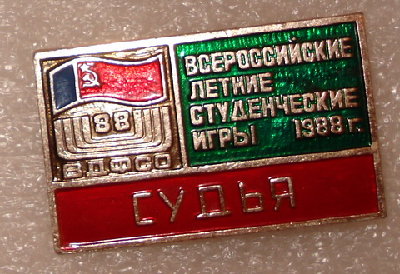 ВСЕРОССИЙСКИЕ
ЛЕТНИЕ
СТУДЕНЧЕСКИЕ
ИГРЫ 1988 г.
88
ВДФСО
СУДЬЯ